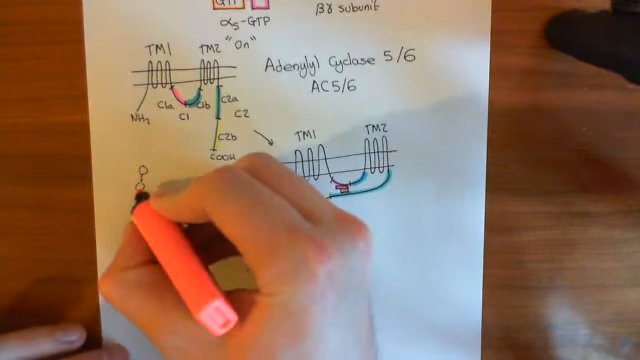 GTP
αs-GTP
βγ subunit
"On"
TM1
TM2
Adenylyl Cyclase 5/6
AC5/6
C1a
C1b
C2a
NH2
C1
C2
C2b
COOH
TM1
TM2